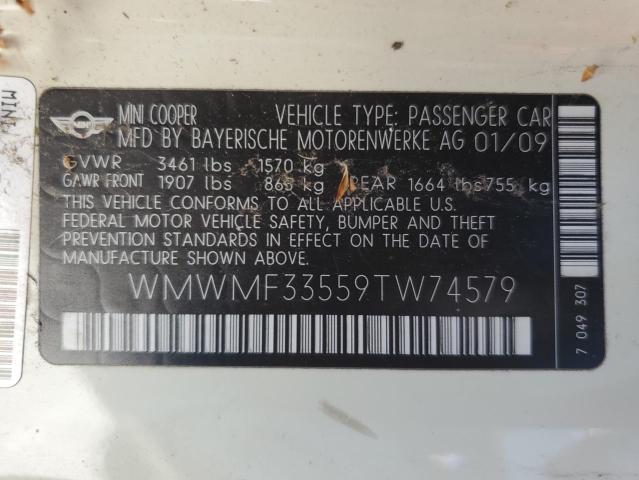 MINI
MINI COOPER VEHICLE TYPE: PASSENGER CAR
MFD BY BAYERISCHE MOTORENWERKE AG 01/09
GVWR 3461 lbs 1570 kg
GAWR FRONT 1907 lbs 865 kg REAR 1664 lbs 755 kg
THIS VEHICLE CONFORMS TO ALL APPLICABLE U.S.
FEDERAL MOTOR VEHICLE SAFETY, BUMPER AND THEFT
PREVENTION STANDARDS IN EFFECT ON THE DATE OF
MANUFACTURE SHOWN ABOVE.
WMWMF33559TW74579
7 049 307
MINI